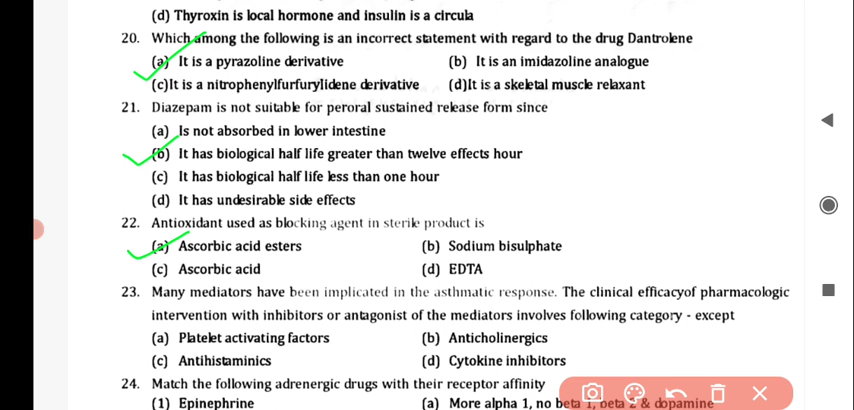 (d) Thyroxin is local hormone and insulin is a circula
20. Which among the following is an incorrect statement with regard to the drug Dantrolene
(a) It is a pyrazoline derivative (b) It is an imidazoline analogue
(c)It is a nitrophenylfurfurylidene derivative (d)It is a skeletal muscle relaxant
21. Diazepam is not suitable for peroral sustained release form since
(a) Is not absorbed in lower intestine
(b) It has biological half life greater than twelve effects hour
(c) It has biological half life less than one hour
(d) It has undesirable side effects
22. Antioxidant used as blocking agent in sterile product is
(a) Ascorbic acid esters (b) Sodium bisulphate
(c) Ascorbic acid (d) EDTA
23. Many mediators have been implicated in the asthmatic response. The clinical efficacyof pharmacologic
intervention with inhibitors or antagonist of the mediators involves following category - except
(a) Platelet activating factors (b) Anticholinergics
(c) Antihistaminics (d) Cytokine inhibitors
24. Match the following adrenergic drugs with their receptor affinity
(1) Epinephrine (a) More alpha 1, no beta 1, beta 2 & dopamine